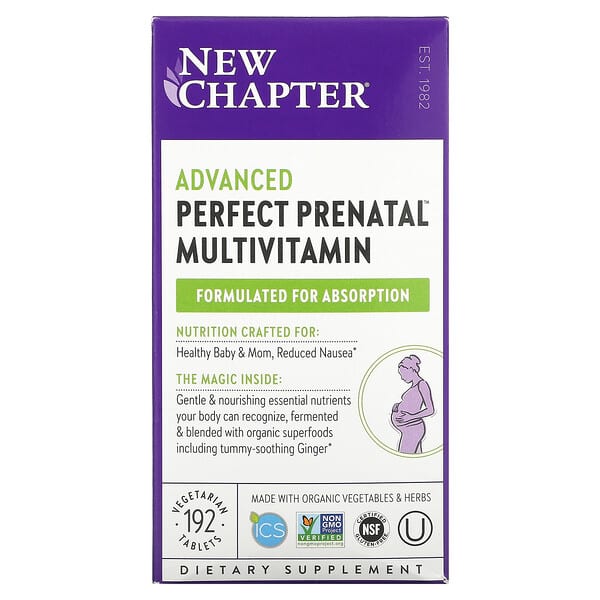 NEW
CHAPTER®
EST. 1982
ADVANCED
PERFECT PRENATAL™
MULTIVITAMIN
FORMULATED FOR ABSORPTION
NUTRITION CRAFTED FOR:
Healthy Baby & Mom, Reduced Nausea*
THE MAGIC INSIDE:
Gentle & nourishing essential nutrients
your body can recognize, fermented
& blended with organic superfoods
including tummy-soothing Ginger*
VEGETARIAN
192
TABLETS
MADE WITH ORGANIC VEGETABLES & HERBS
ICS
NON
GMO
Project
VERIFIED
nongmoproject.org
CERTIFIED
NSF
GLUTEN-FREE
U
DIETARY SUPPLEMENT